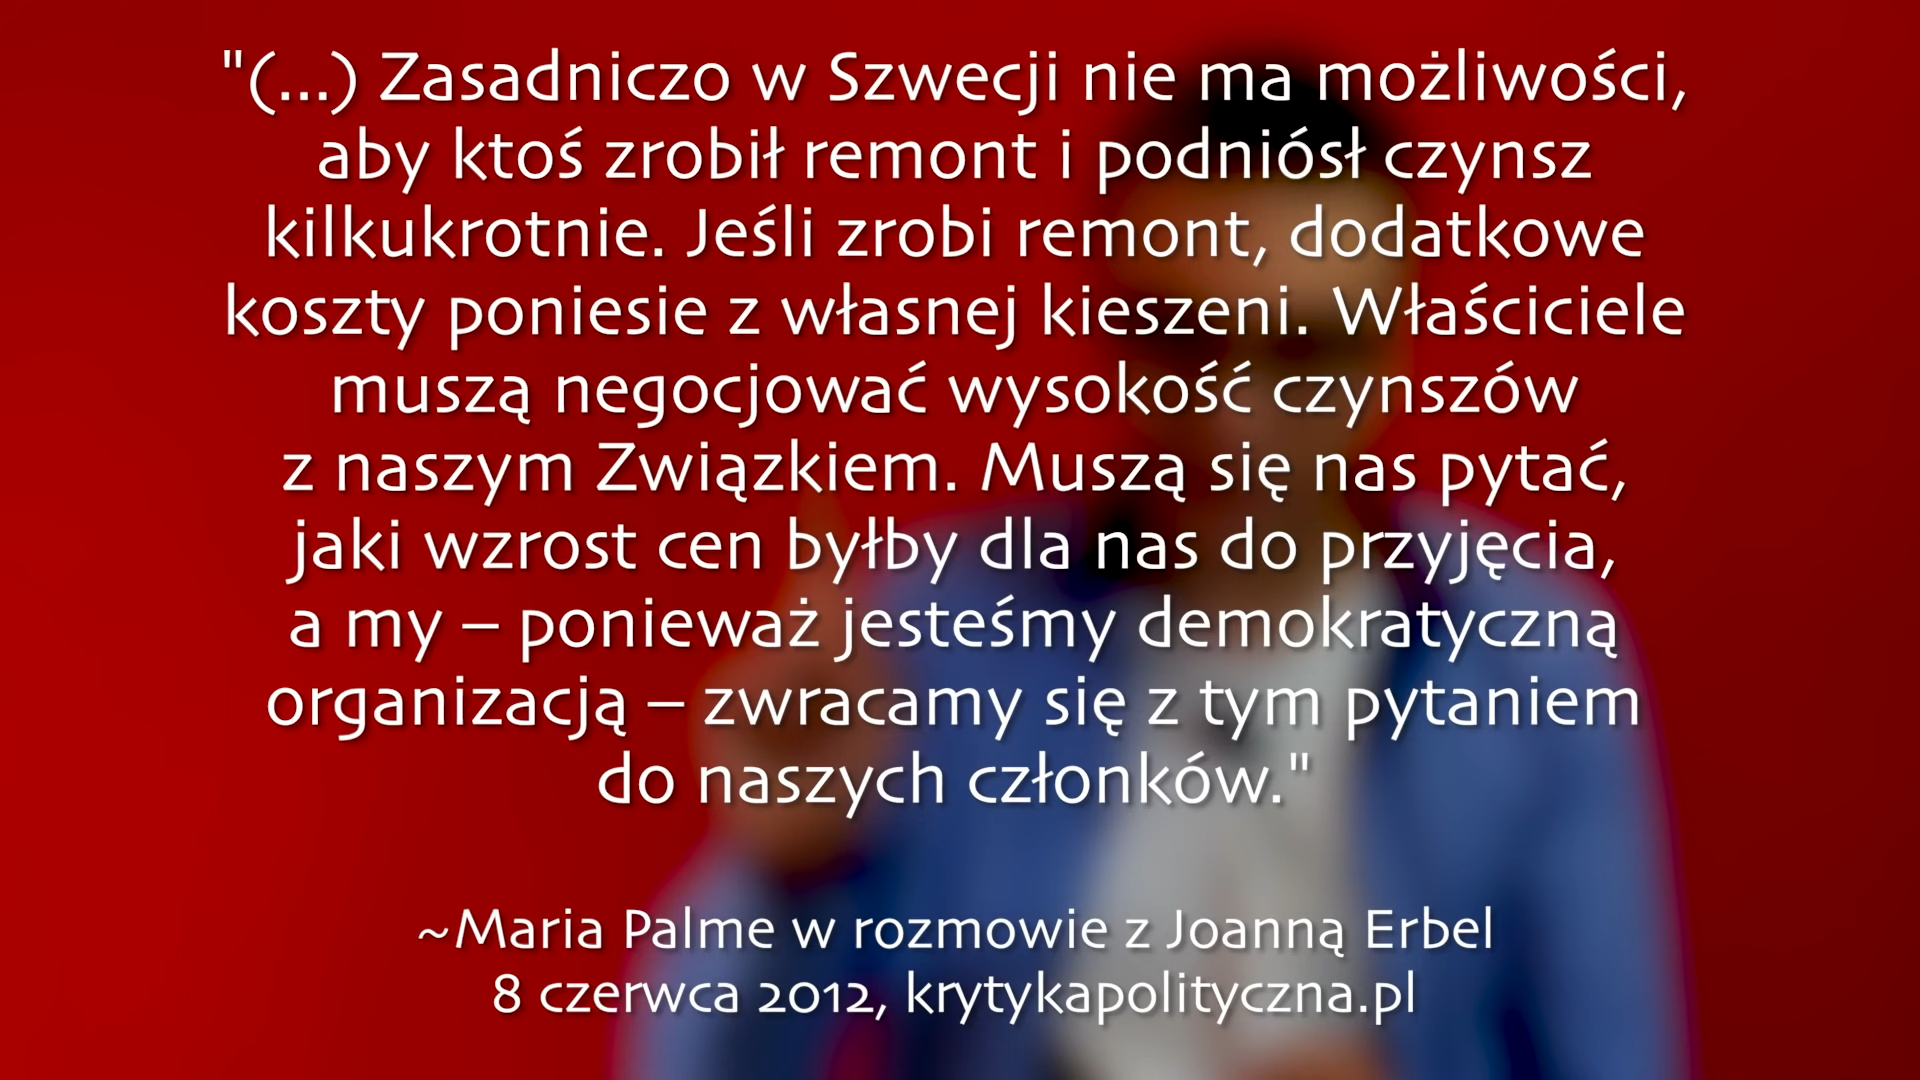 "(...) Zasadniczo w Szwecji nie ma możliwości,
aby ktoś zrobił remont i podniósł czynsz
kilkukrotnie. Jeśli zrobi remont, dodatkowe
koszty poniesie z własnej kieszeni. Właściciele
muszą negocjować wysokość czynszów
z naszym Związkiem. Muszą się nas pytać,
jaki wzrost cen byłby dla nas do przyjęcia,
a my – ponieważ jesteśmy demokratyczną
organizacją – zwracamy się z tym pytaniem
do naszych członków."
~Maria Palme w rozmowie z Joanną Erbel
8 czerwca 2012, krytykapolityczna.pl